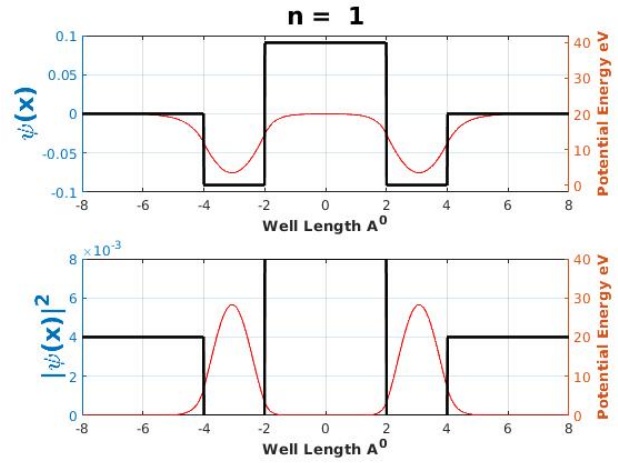 n = 1
0.1
0.05
0
-0.05
-0.1
ψ(x)
40
30
20
10
0
Potential Energy eV
-8 -6 -4 -2 0 2 4 6 8
Well Length A⁰
×10⁻³
8
6
4
2
0
|ψ(x)|²
40
30
20
10
0
Potential Energy eV
-8 -6 -4 -2 0 2 4 6 8
Well Length A⁰